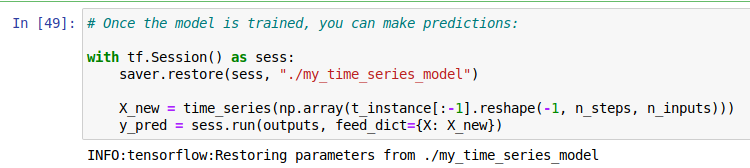 In [49]: # Once the model is trained, you can make predictions:
with tf.Session() as sess:
    saver.restore(sess, "./my_time_series_model")
    X_new = time_series(np.array(t_instance[:-1].reshape(-1, n_steps, n_inputs)))
    y_pred = sess.run(outputs, feed_dict={X: X_new})
INFO:tensorflow:Restoring parameters from ./my_time_series_model